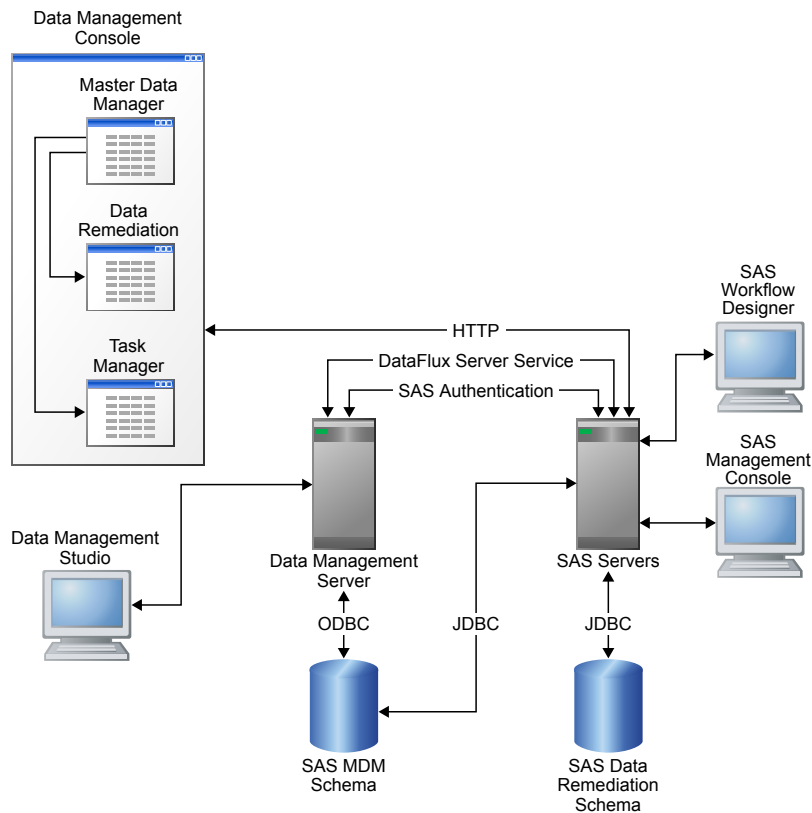 Data Management
Console
Master Data
Manager
Data
Remediation
Task
Manager
HTTP
DataFlux Server Service
SAS Authentication
SAS
Workflow
Designer
SAS
Management
Console
Data Management
Studio
Data Management
Server
SAS Servers
ODBC
JDBC
JDBC
SAS MDM
Schema
SAS Data
Remediation
Schema